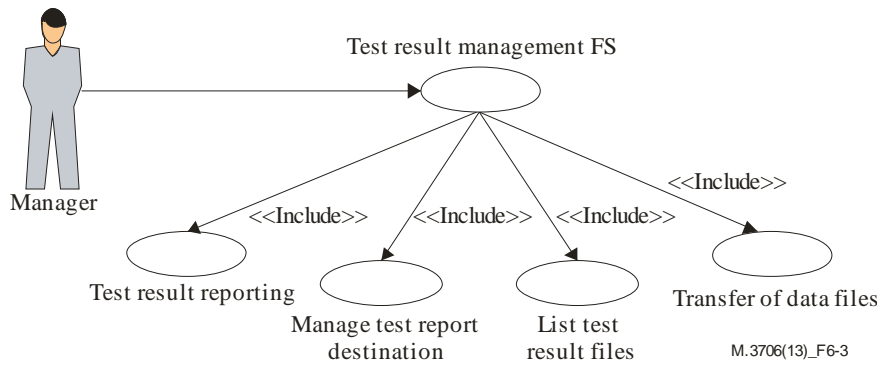 Test result management FS
Manager
<<Include>>
<<Include>>
<<Include>>
<<Include>>
Test result reporting
Manage test report
destination
List test
result files
Transfer of data files
M.3706(13)_F6-3